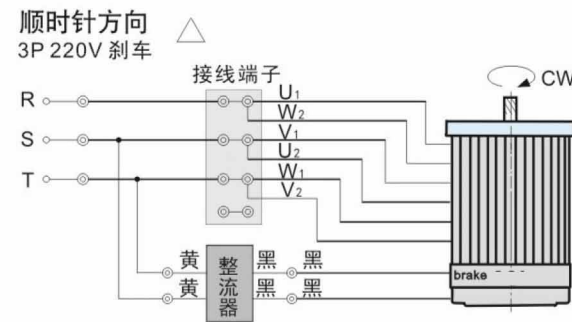 顺时针方向
3P 220V 刹车
接线端子
CW
R
U₁
W₂
S
V₁
U₂
T
W₁
V₂
黄 整流器 黑 黑
黄 黑 黑
brake